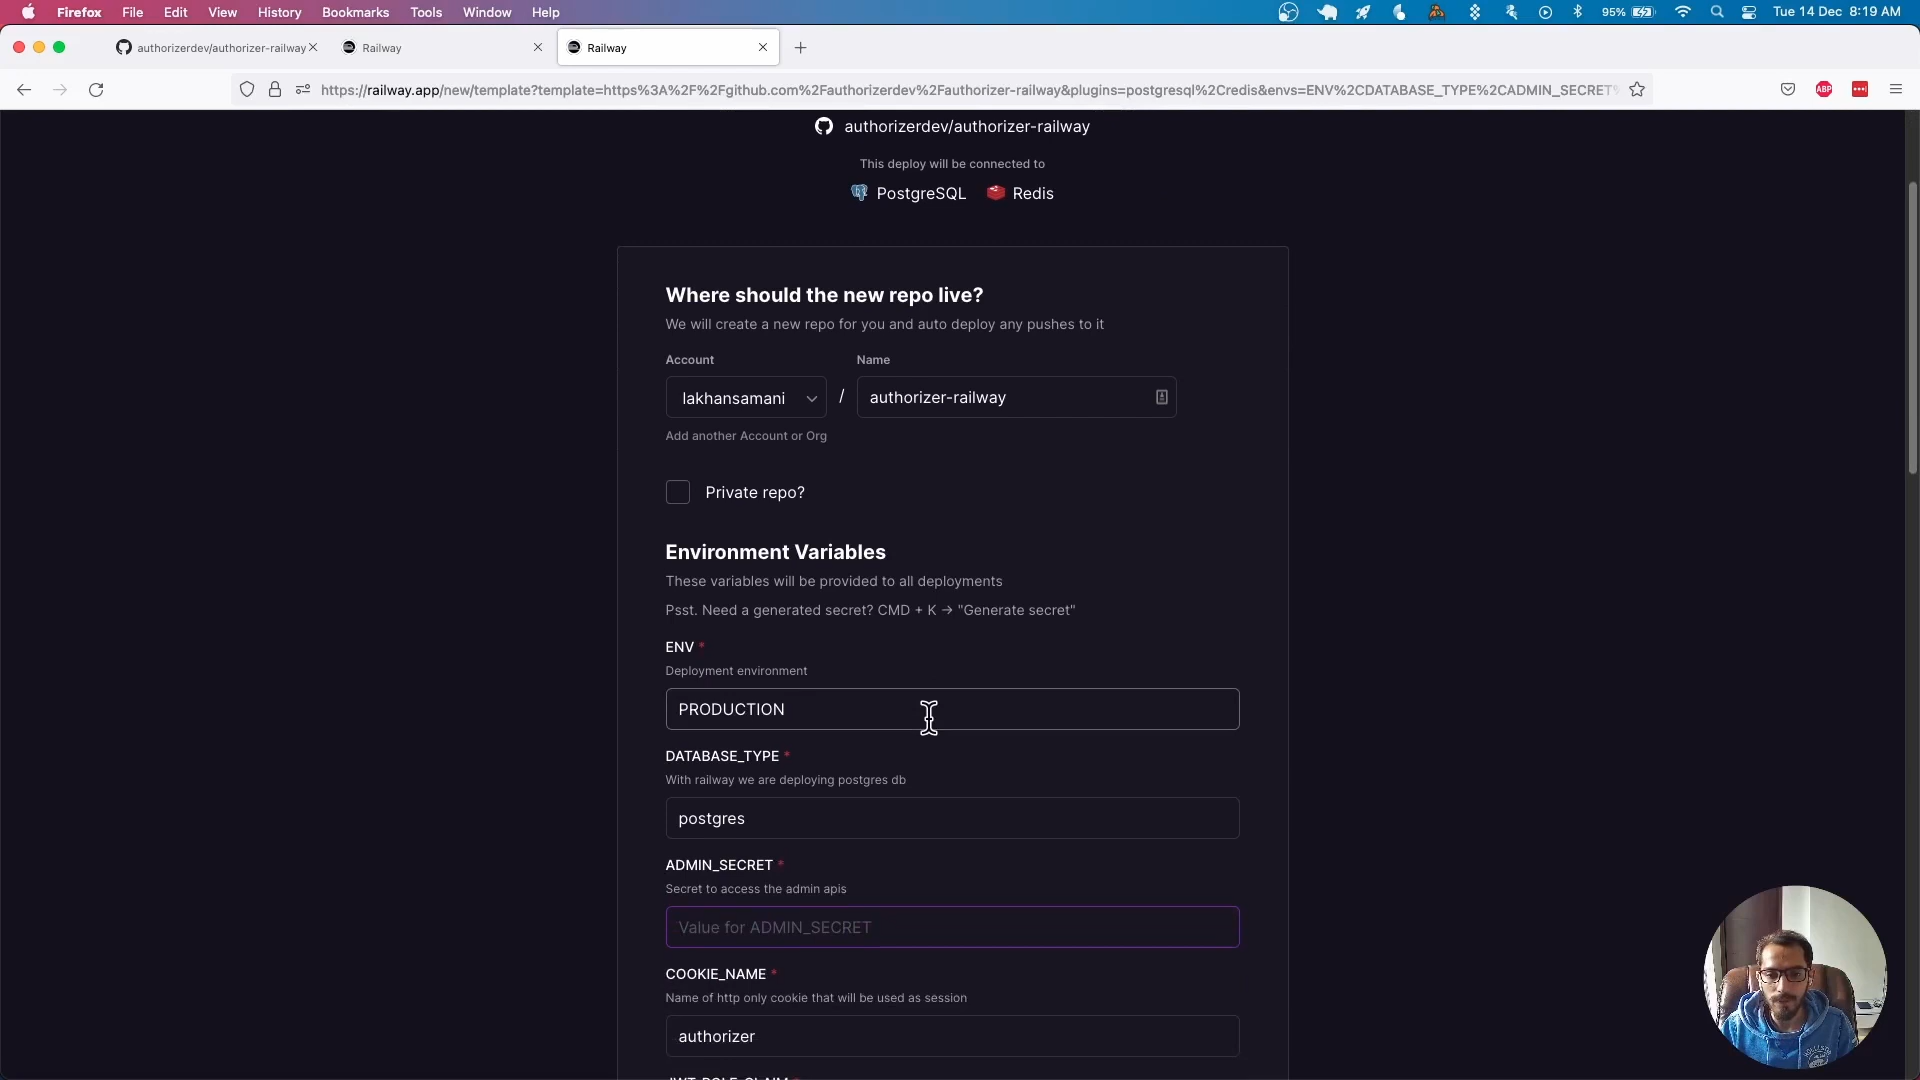 Firefox File Edit View History Bookmarks Tools Window Help 95% Tue 14 Dec 8:19 AM
authorizerdev/authorizer-railway Railway Railway
https://railway.app/new/template?template=https%3A%2F%2Fgithub.com%2Fauthorizerdev%2Fauthorizer-railway&plugins=postgresql%2Credis&envs=ENV%2CDATABASE_TYPE%2CADMIN_SECRET% ABP
authorizerdev/authorizer-railway
This deploy will be connected to
PostgreSQL Redis
Where should the new repo live?
We will create a new repo for you and auto deploy any pushes to it
Account Name
lakhansamani / authorizer-railway
Add another Account or Org
Private repo?
Environment Variables
These variables will be provided to all deployments
Psst. Need a generated secret? CMD + K → "Generate secret"
ENV *
Deployment environment
PRODUCTION
DATABASE_TYPE *
With railway we are deploying postgres db
postgres
ADMIN_SECRET *
Secret to access the admin apis
Value for ADMIN_SECRET
COOKIE_NAME *
Name of http only cookie that will be used as session
authorizer